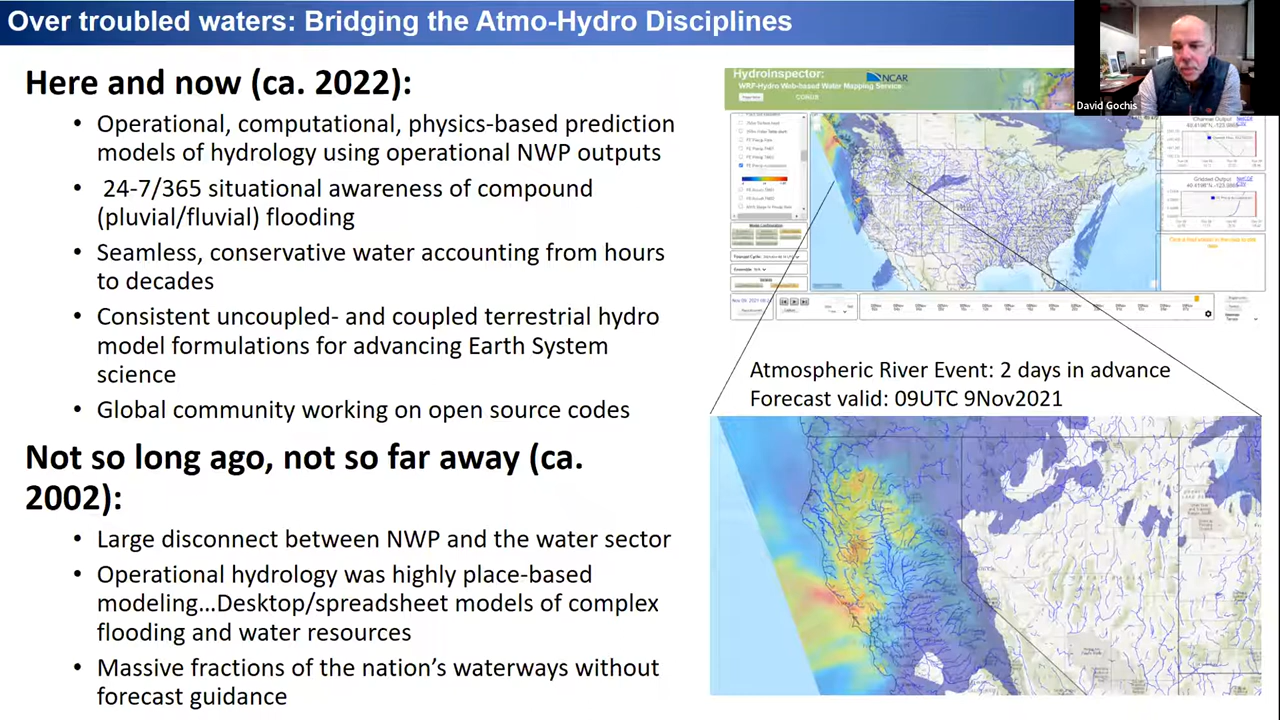 Over troubled waters: Bridging the Atmo-Hydro Disciplines
Here and now (ca. 2022):
• Operational, computational, physics-based prediction
models of hydrology using operational NWP outputs
• 24-7/365 situational awareness of compound
(pluvial/fluvial) flooding
• Seamless, conservative water accounting from hours
to decades
• Consistent uncoupled- and coupled terrestrial hydro
model formulations for advancing Earth System
science
• Global community working on open source codes
Not so long ago, not so far away (ca.
2002):
• Large disconnect between NWP and the water sector
• Operational hydrology was highly place-based
modeling...Desktop/spreadsheet models of complex
flooding and water resources
• Massive fractions of the nation's waterways without
forecast guidance
David Gochis
HydroInspector:
WRF-Hydro Web-based Water Mapping Service
NCAR
CONUS
Channel Output
Gridded Output
Atmospheric River Event: 2 days in advance
Forecast valid: 09UTC 9Nov2021